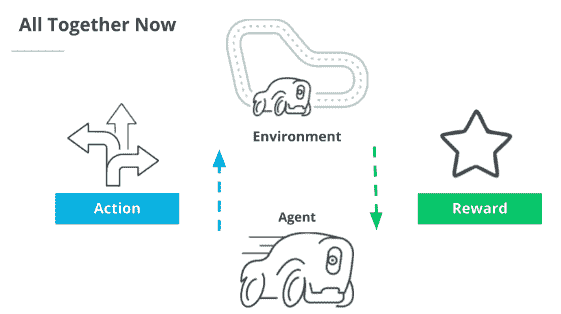 All Together Now
Environment
Action
Agent
Reward